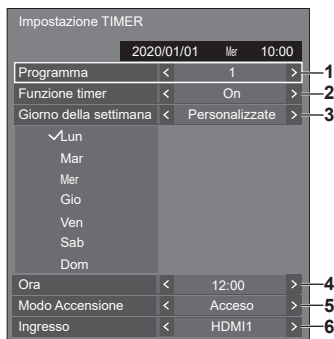 Impostazione TIMER
2020/01/01 Mer 10:00
Programma < 1 > 1
Funzione timer < On > 2
Giorno della settimana < Personalizzate > 3
✓Lun
Mar
Mer
Gio
Ven
Sab
Dom
Ora < 12:00 > 4
Modo Accensione < Acceso > 5
Ingresso < HDMI1 > 6